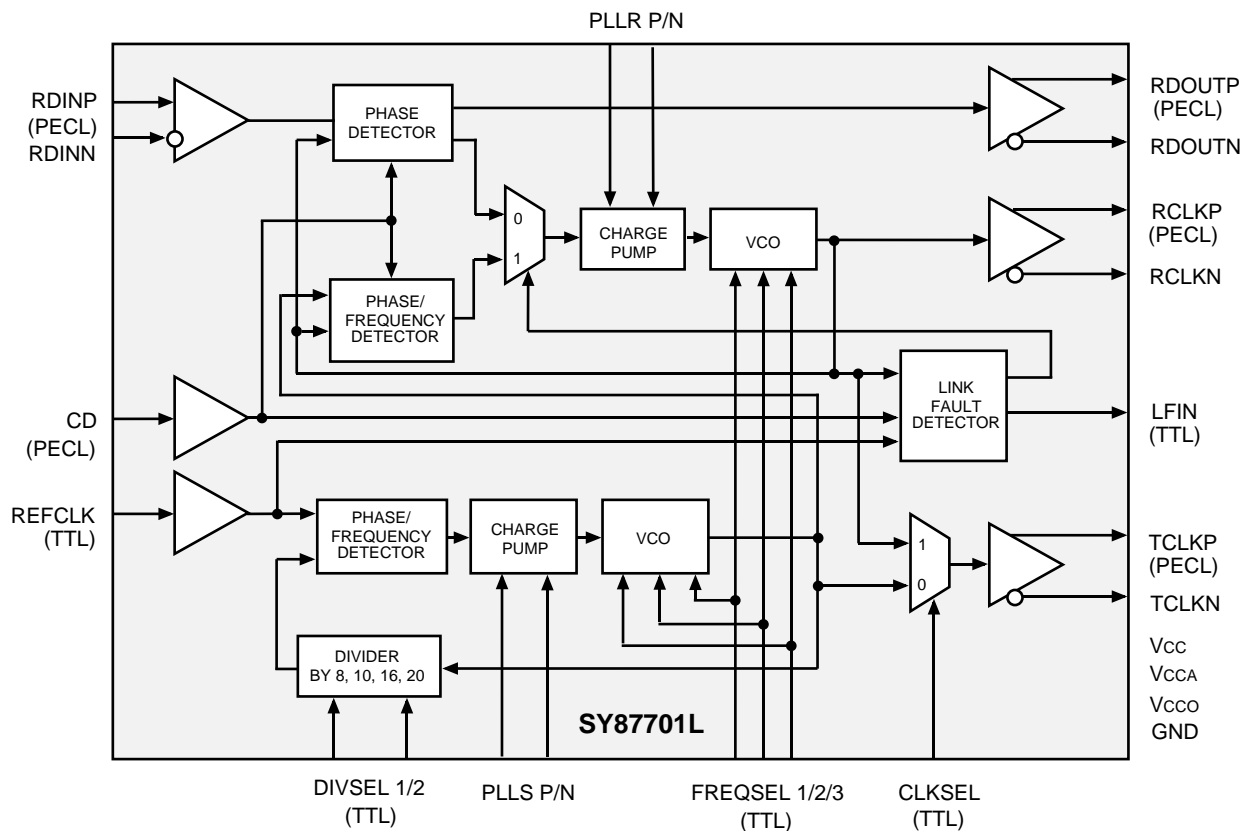 PLLR P/N
RDINP
(PECL)
RDINN
PHASE
DETECTOR
RDOUTP
(PECL)
RDOUTN
0
1
CHARGE
PUMP
VCO
RCLKP
(PECL)
RCLKN
PHASE/
FREQUENCY
DETECTOR
CD
(PECL)
LINK
FAULT
DETECTOR
LFIN
(TTL)
REFCLK
(TTL)
PHASE/
FREQUENCY
DETECTOR
CHARGE
PUMP
VCO
1
0
TCLKP
(PECL)
TCLKN
DIVIDER
BY 8, 10, 16, 20
VCC
VCCA
VCCO
GND
SY87701L
DIVSEL 1/2
(TTL)
PLLS P/N
FREQSEL 1/2/3
(TTL)
CLKSEL
(TTL)